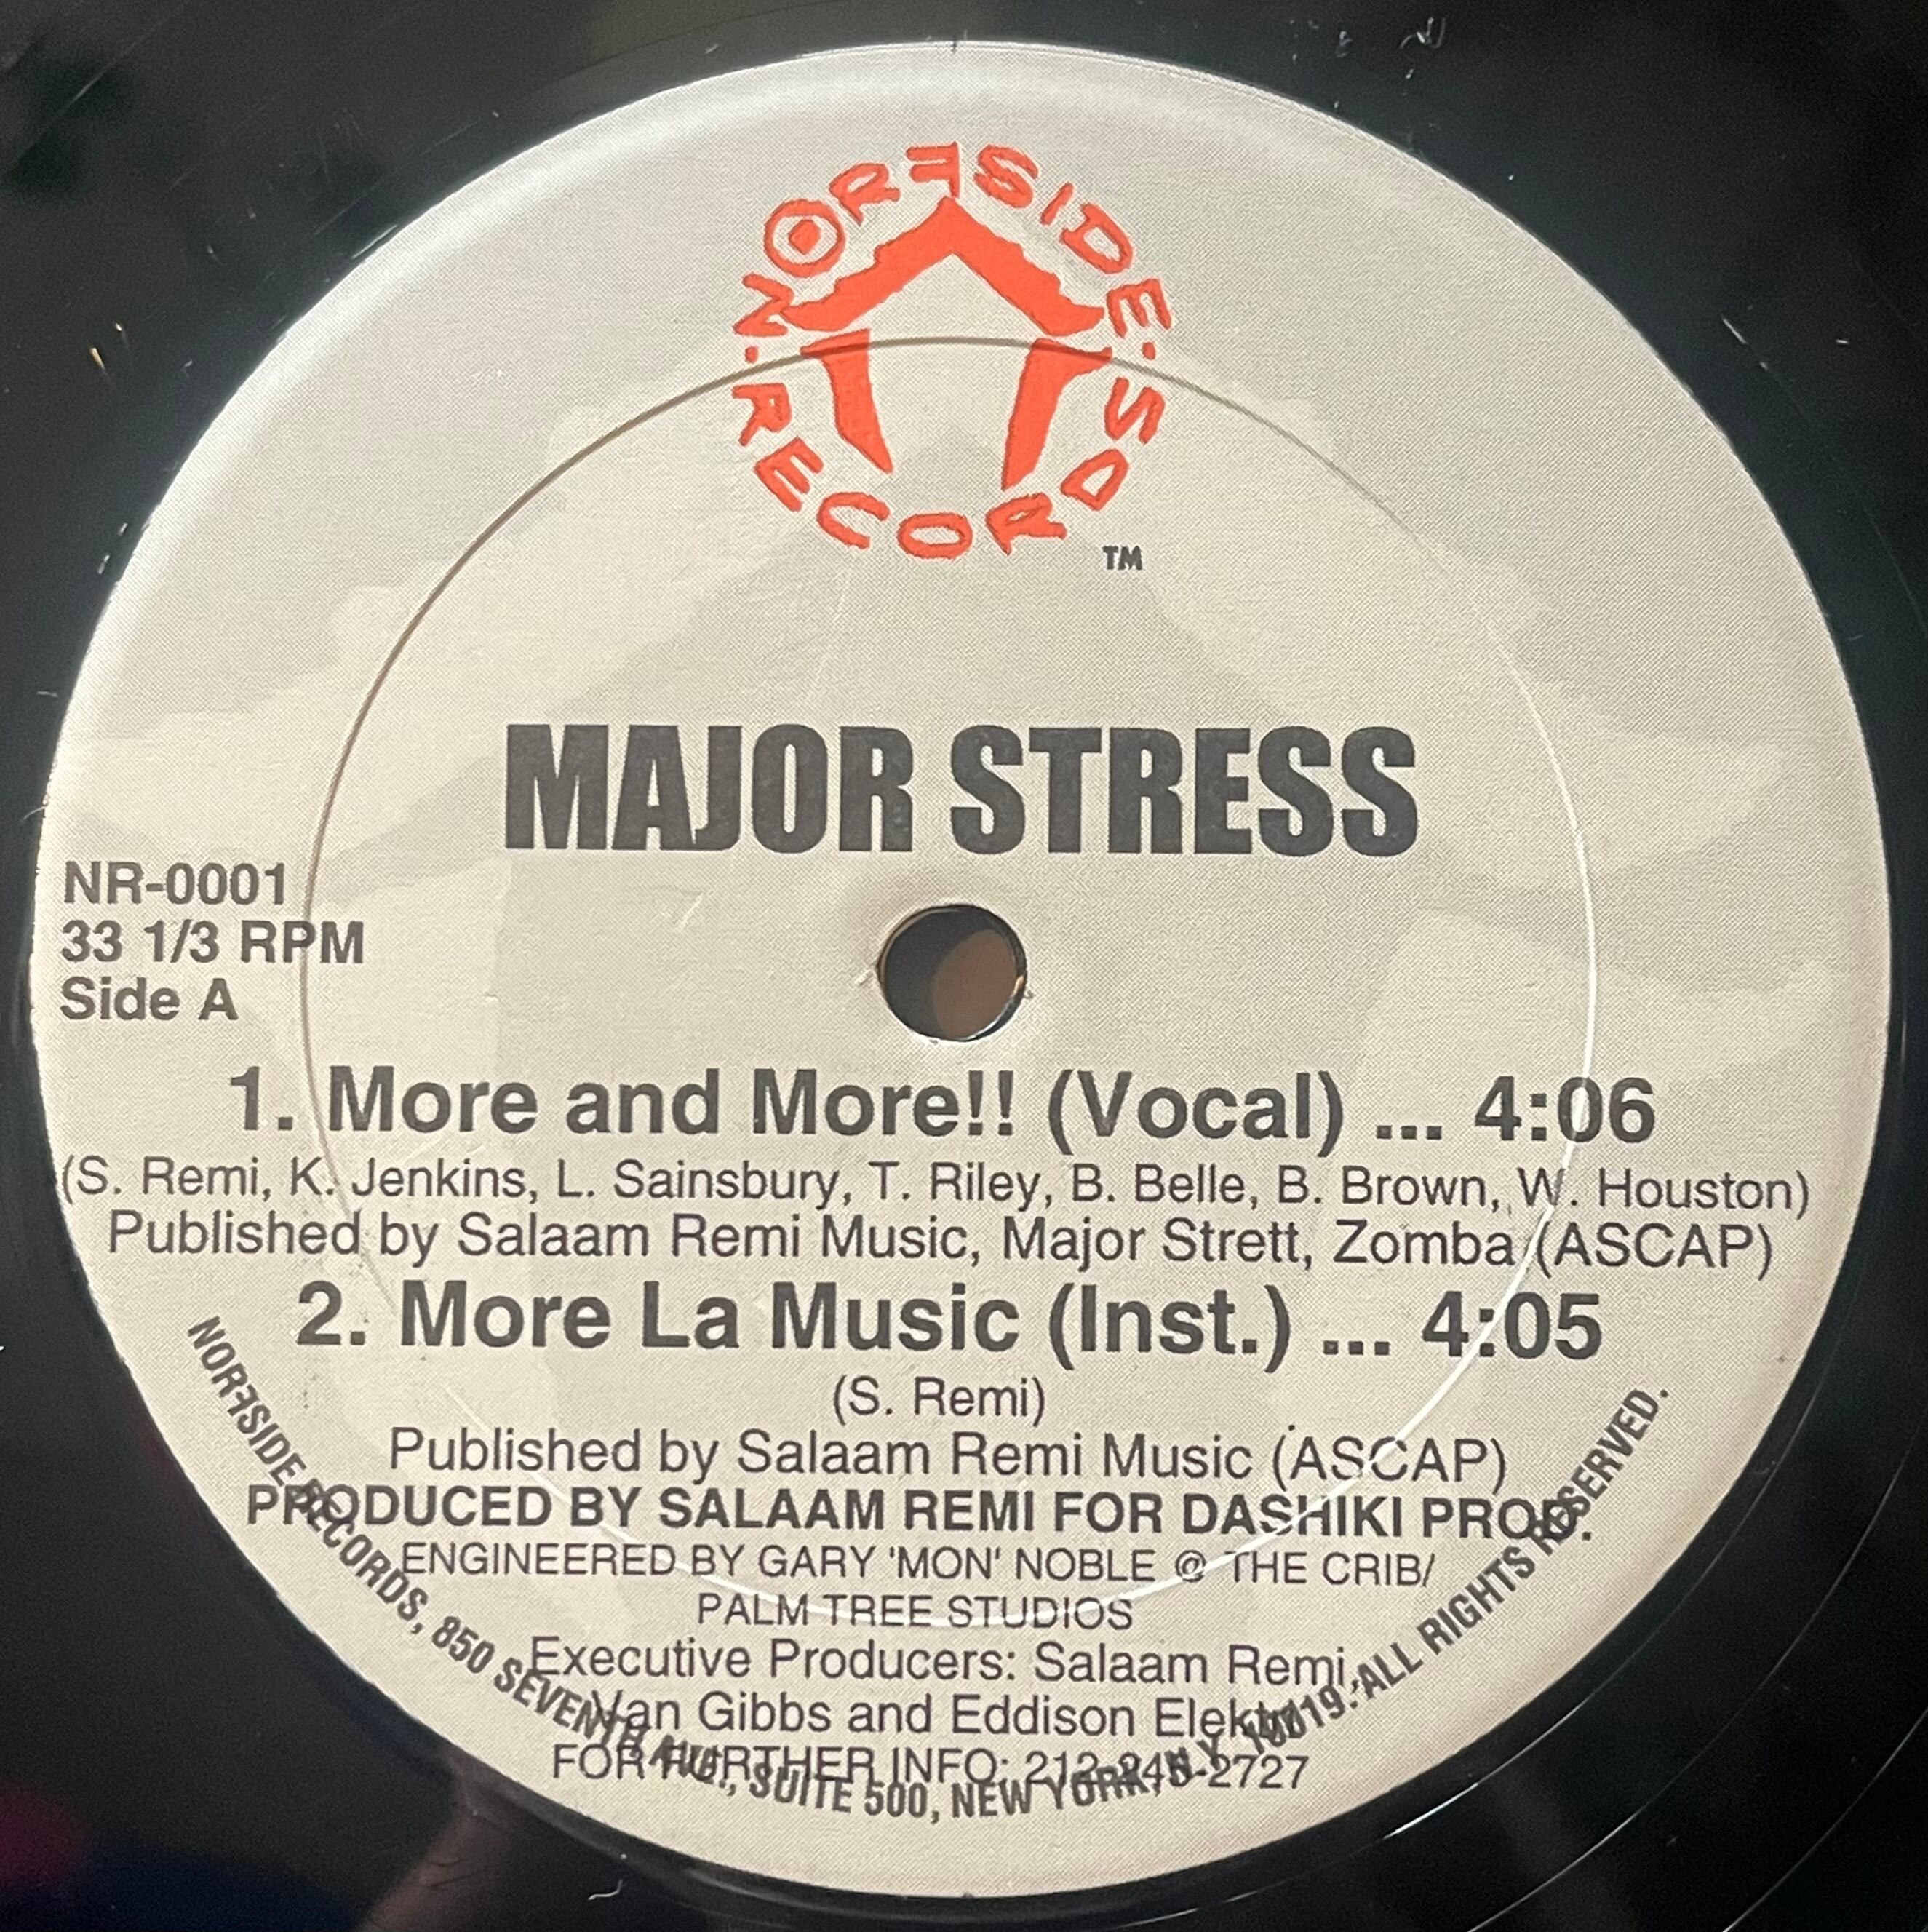 NORFSIDE · RECORDS ·
TM
MAJOR STRESS
NR-0001
33 1/3 RPM
Side A
1. More and More!! (Vocal) ... 4:06
(S. Remi, K. Jenkins, L. Sainsbury, T. Riley, B. Belle, B. Brown, W. Houston)
Published by Salaam Remi Music, Major Strett, Zomba (ASCAP)
2. More La Music (Inst.) ... 4:05
(S. Remi)
Published by Salaam Remi Music (ASCAP)
PRODUCED BY SALAAM REMI FOR DASHIKI PROD.
ENGINEERED BY GARY 'MON' NOBLE @ THE CRIB/
PALM TREE STUDIOS
Executive Producers: Salaam Remi,
Van Gibbs and Eddison Elektrik
FOR FURTHER INFO: 212-245-2727
NORFSIDE RECORDS, 850 SEVENTH AVE., SUITE 500, NEW YORK, N.Y. 10019. ALL RIGHTS RESERVED.